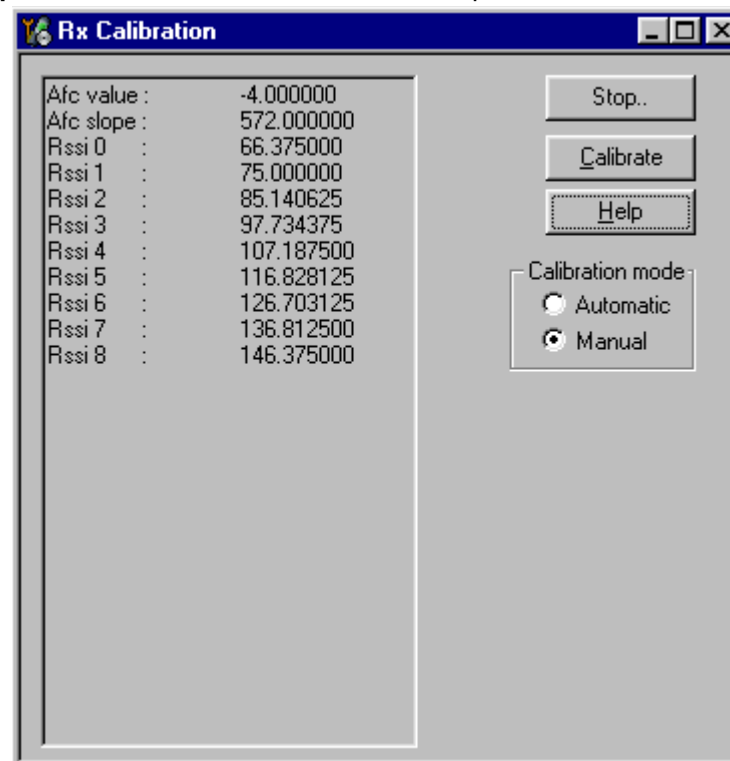 Rx Calibration
Afc value : -4.000000
Afc slope : 572.000000
Rssi 0 : 66.375000
Rssi 1 : 75.000000
Rssi 2 : 85.140625
Rssi 3 : 97.734375
Rssi 4 : 107.187500
Rssi 5 : 116.828125
Rssi 6 : 126.703125
Rssi 7 : 136.812500
Rssi 8 : 146.375000
Stop..
Calibrate
Help
Calibration mode
Automatic
Manual